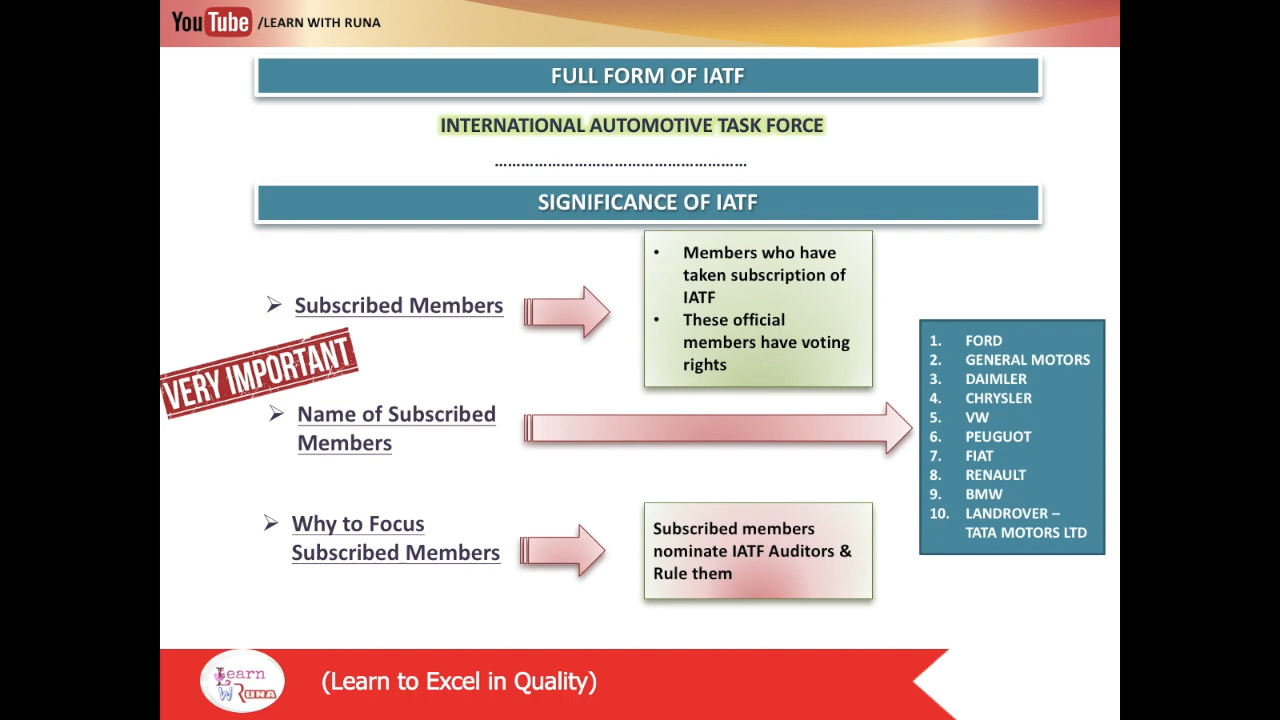 YouTube /LEARN WITH RUNA
FULL FORM OF IATF
INTERNATIONAL AUTOMOTIVE TASK FORCE
................................................
SIGNIFICANCE OF IATF
➢ Subscribed Members
• Members who have
taken subscription of
IATF
• These official
members have voting
rights
VERY IMPORTANT
➢ Name of Subscribed
Members
1. FORD
2. GENERAL MOTORS
3. DAIMLER
4. CHRYSLER
5. VW
6. PEUGUOT
7. FIAT
8. RENAULT
9. BMW
10. LANDROVER –
TATA MOTORS LTD
➢ Why to Focus
Subscribed Members
Subscribed members
nominate IATF Auditors &
Rule them
Learn
W RUNA
(Learn to Excel in Quality)